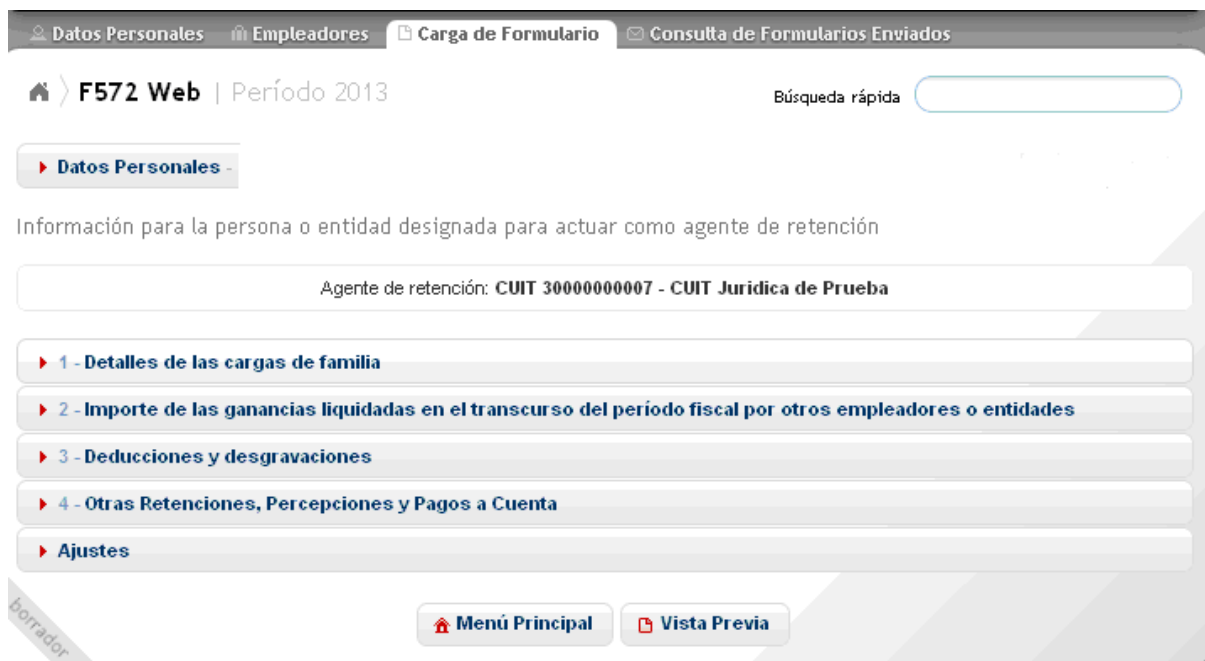 Datos Personales Empleadores Carga de Formulario Consulta de Formularios Enviados
F572 Web | Período 2013 Búsqueda rápida
Datos Personales -
Información para la persona o entidad designada para actuar como agente de retención
Agente de retención: CUIT 30000000007 - CUIT Juridica de Prueba
1 - Detalles de las cargas de familia
2 - Importe de las ganancias liquidadas en el transcurso del período fiscal por otros empleadores o entidades
3 - Deducciones y desgravaciones
4 - Otras Retenciones, Percepciones y Pagos a Cuenta
Ajustes
Menú Principal Vista Previa
borrador